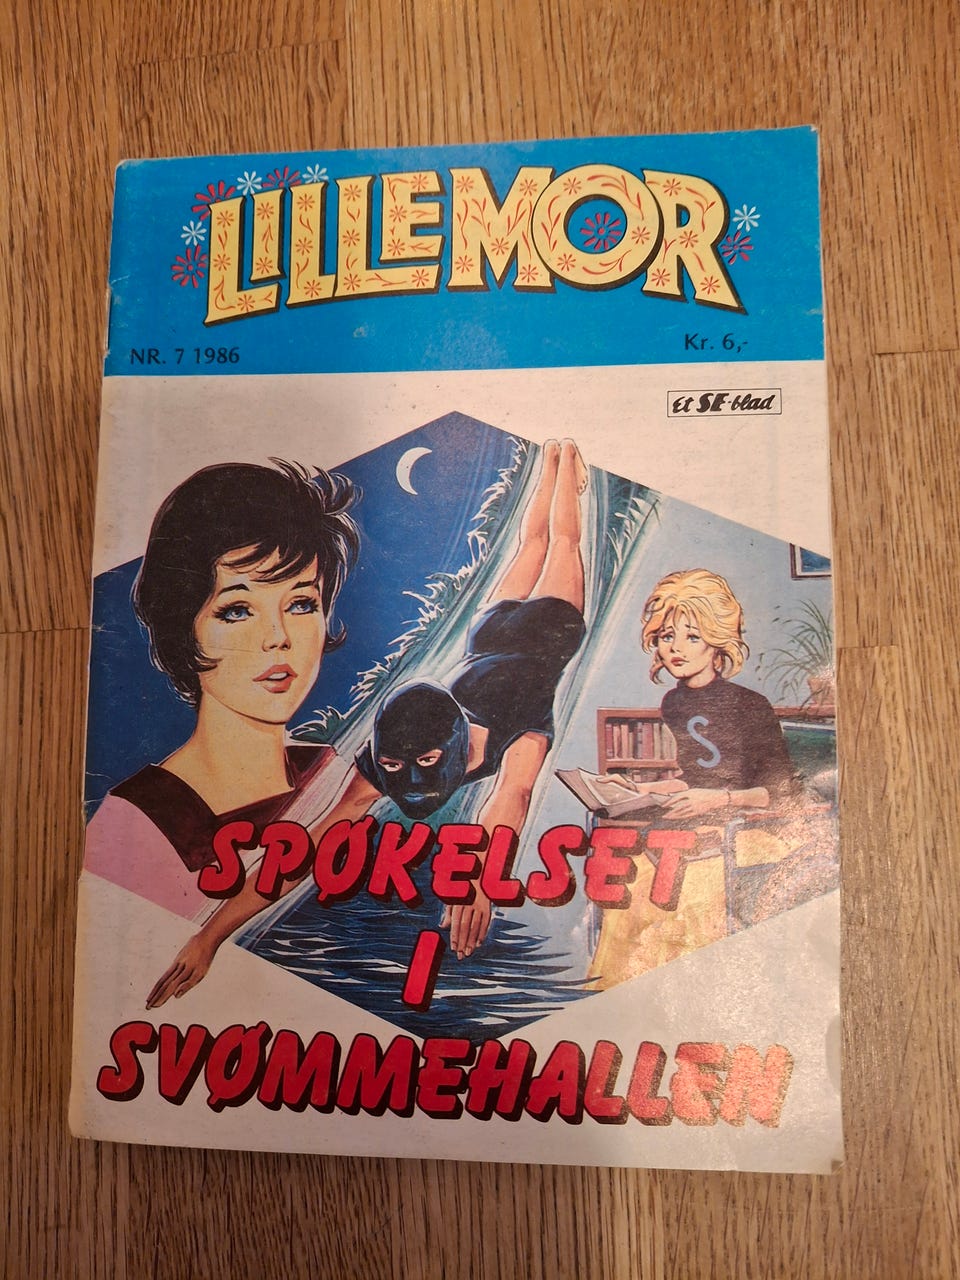 LILLEMOR
NR. 7 1986
Kr. 6,-
Et SE-blad
S
SPØKELSET
I
SVØMMEHALLEN